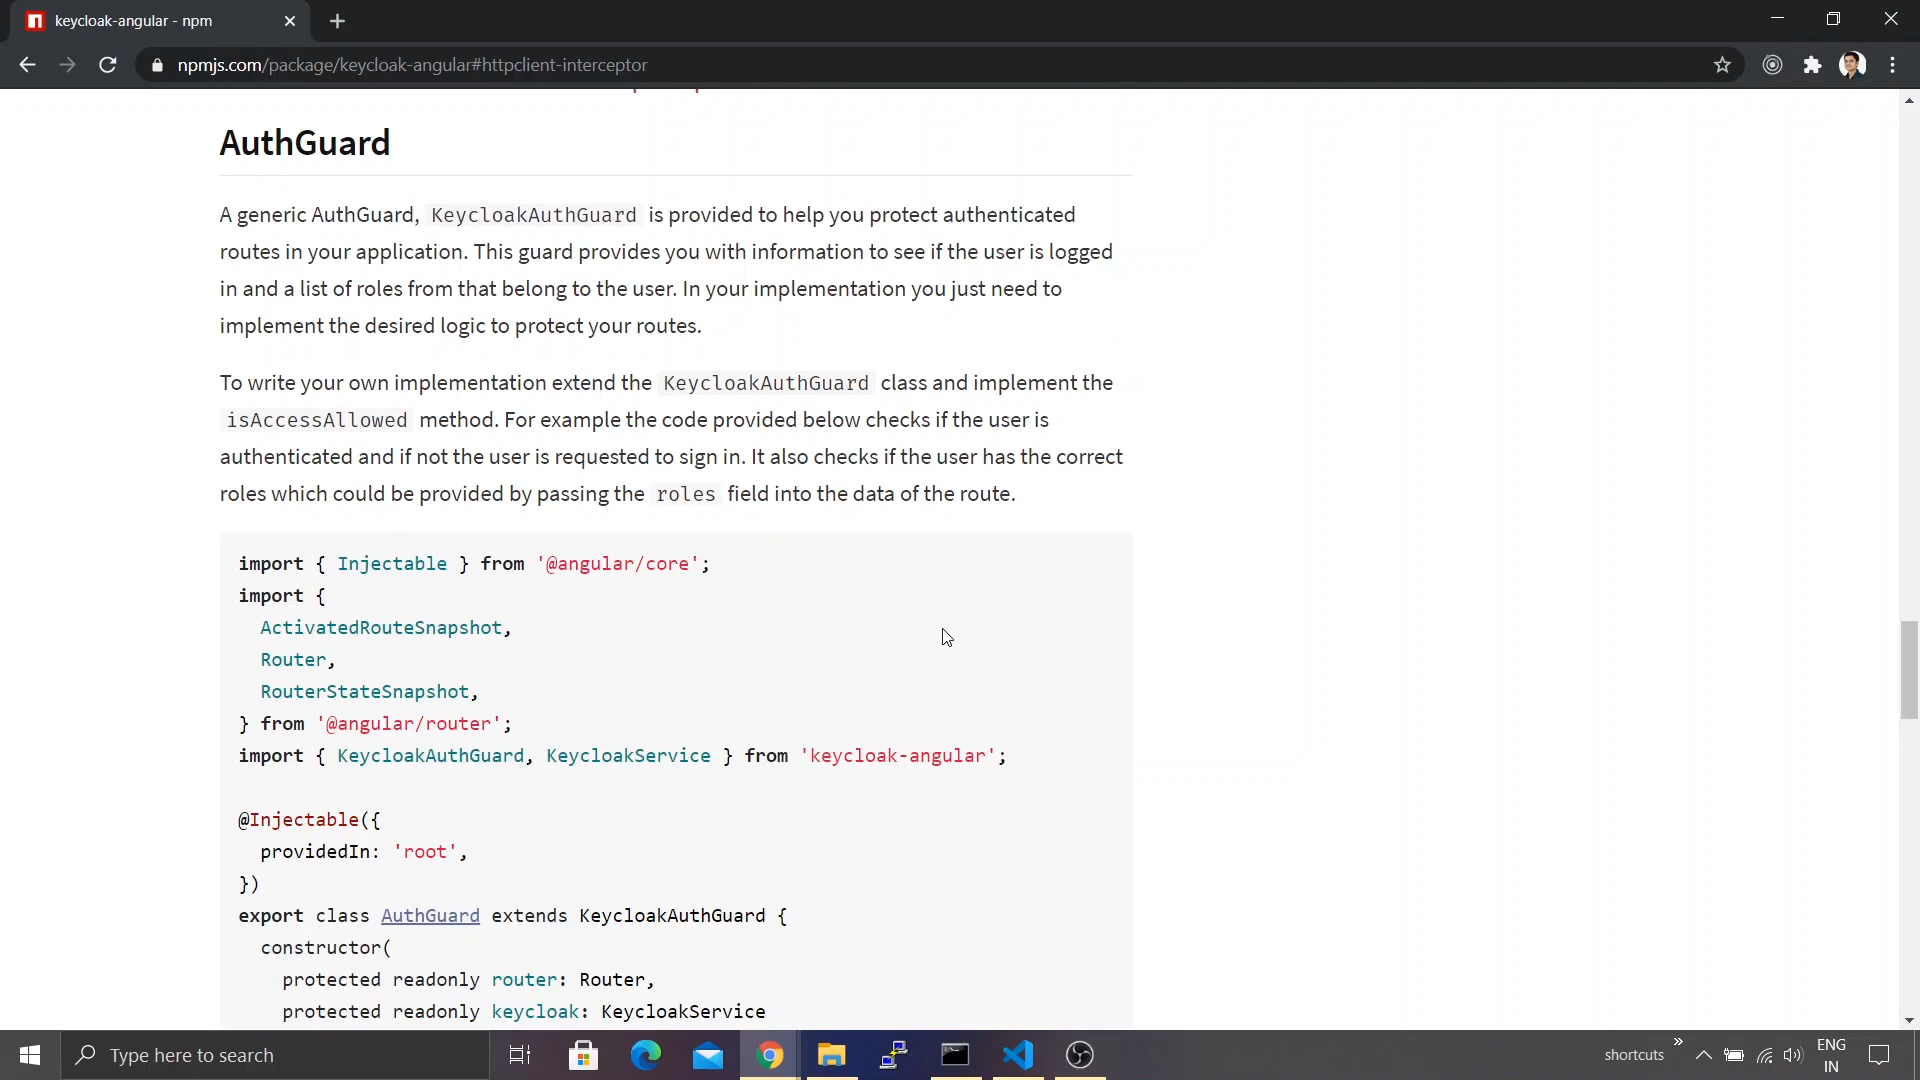 keycloak-angular - npm
npmjs.com/package/keycloak-angular#httpclient-interceptor
AuthGuard
A generic AuthGuard, KeycloakAuthGuard is provided to help you protect authenticated
routes in your application. This guard provides you with information to see if the user is logged
in and a list of roles from that belong to the user. In your implementation you just need to
implement the desired logic to protect your routes.
To write your own implementation extend the KeycloakAuthGuard class and implement the
isAccessAllowed method. For example the code provided below checks if the user is
authenticated and if not the user is requested to sign in. It also checks if the user has the correct
roles which could be provided by passing the roles field into the data of the route.
import { Injectable } from '@angular/core';
import {
ActivatedRouteSnapshot,
Router,
RouterStateSnapshot,
} from '@angular/router';
import { KeycloakAuthGuard, KeycloakService } from 'keycloak-angular';
@Injectable({
providedIn: 'root',
})
export class AuthGuard extends KeycloakAuthGuard {
constructor(
protected readonly router: Router,
protected readonly keycloak: KeycloakService
Type here to search
shortcuts
ENG
IN